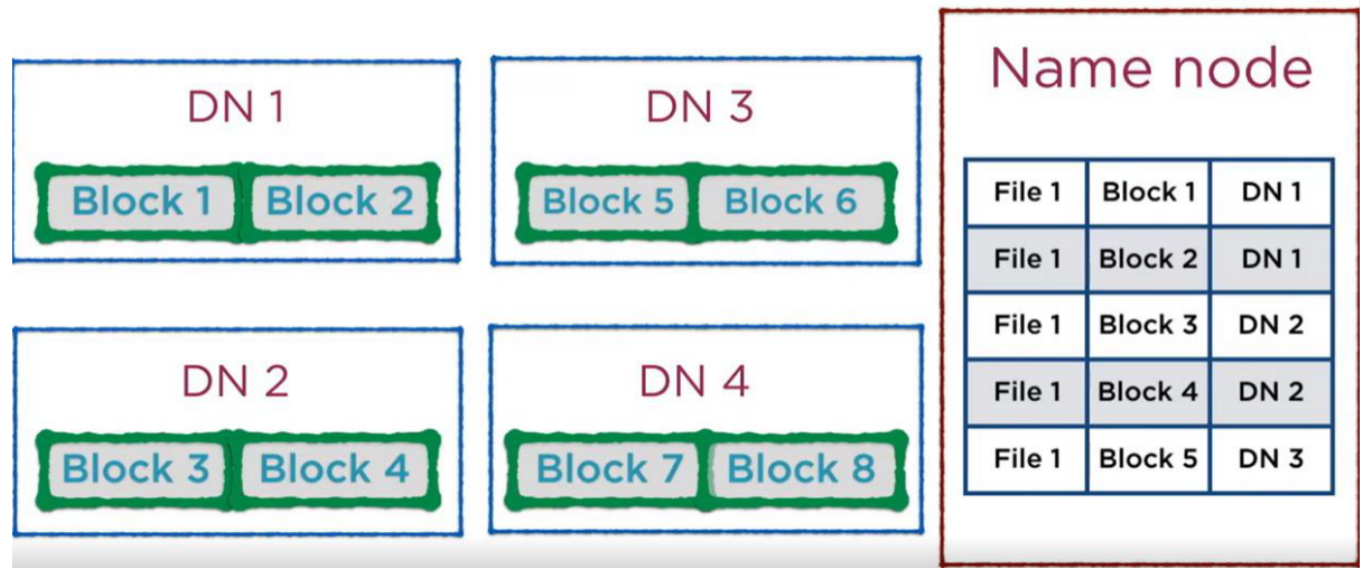 DN 1
Block 1 Block 2
DN 3
Block 5 Block 6
DN 2
Block 3 Block 4
DN 4
Block 7 Block 8
Name node
File 1 Block 1 DN 1
File 1 Block 2 DN 1
File 1 Block 3 DN 2
File 1 Block 4 DN 2
File 1 Block 5 DN 3